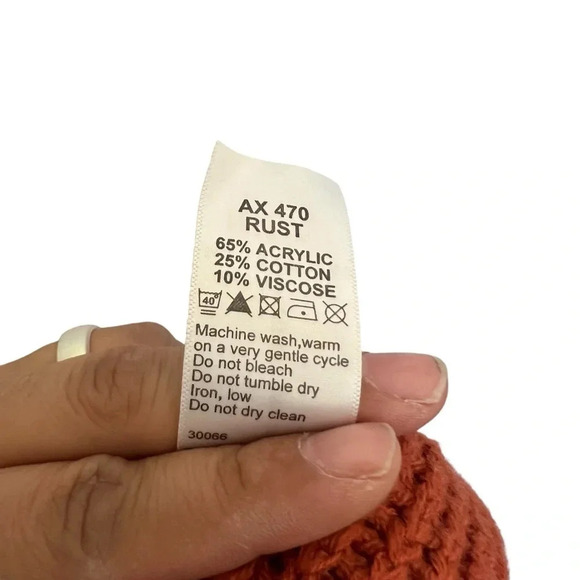 AX 470
RUST
65% ACRYLIC
25% COTTON
10% VISCOSE
40°
Machine wash,warm
on a very gentle cycle
Do not bleach
Do not tumble dry
Iron, low
Do not dry clean
30066